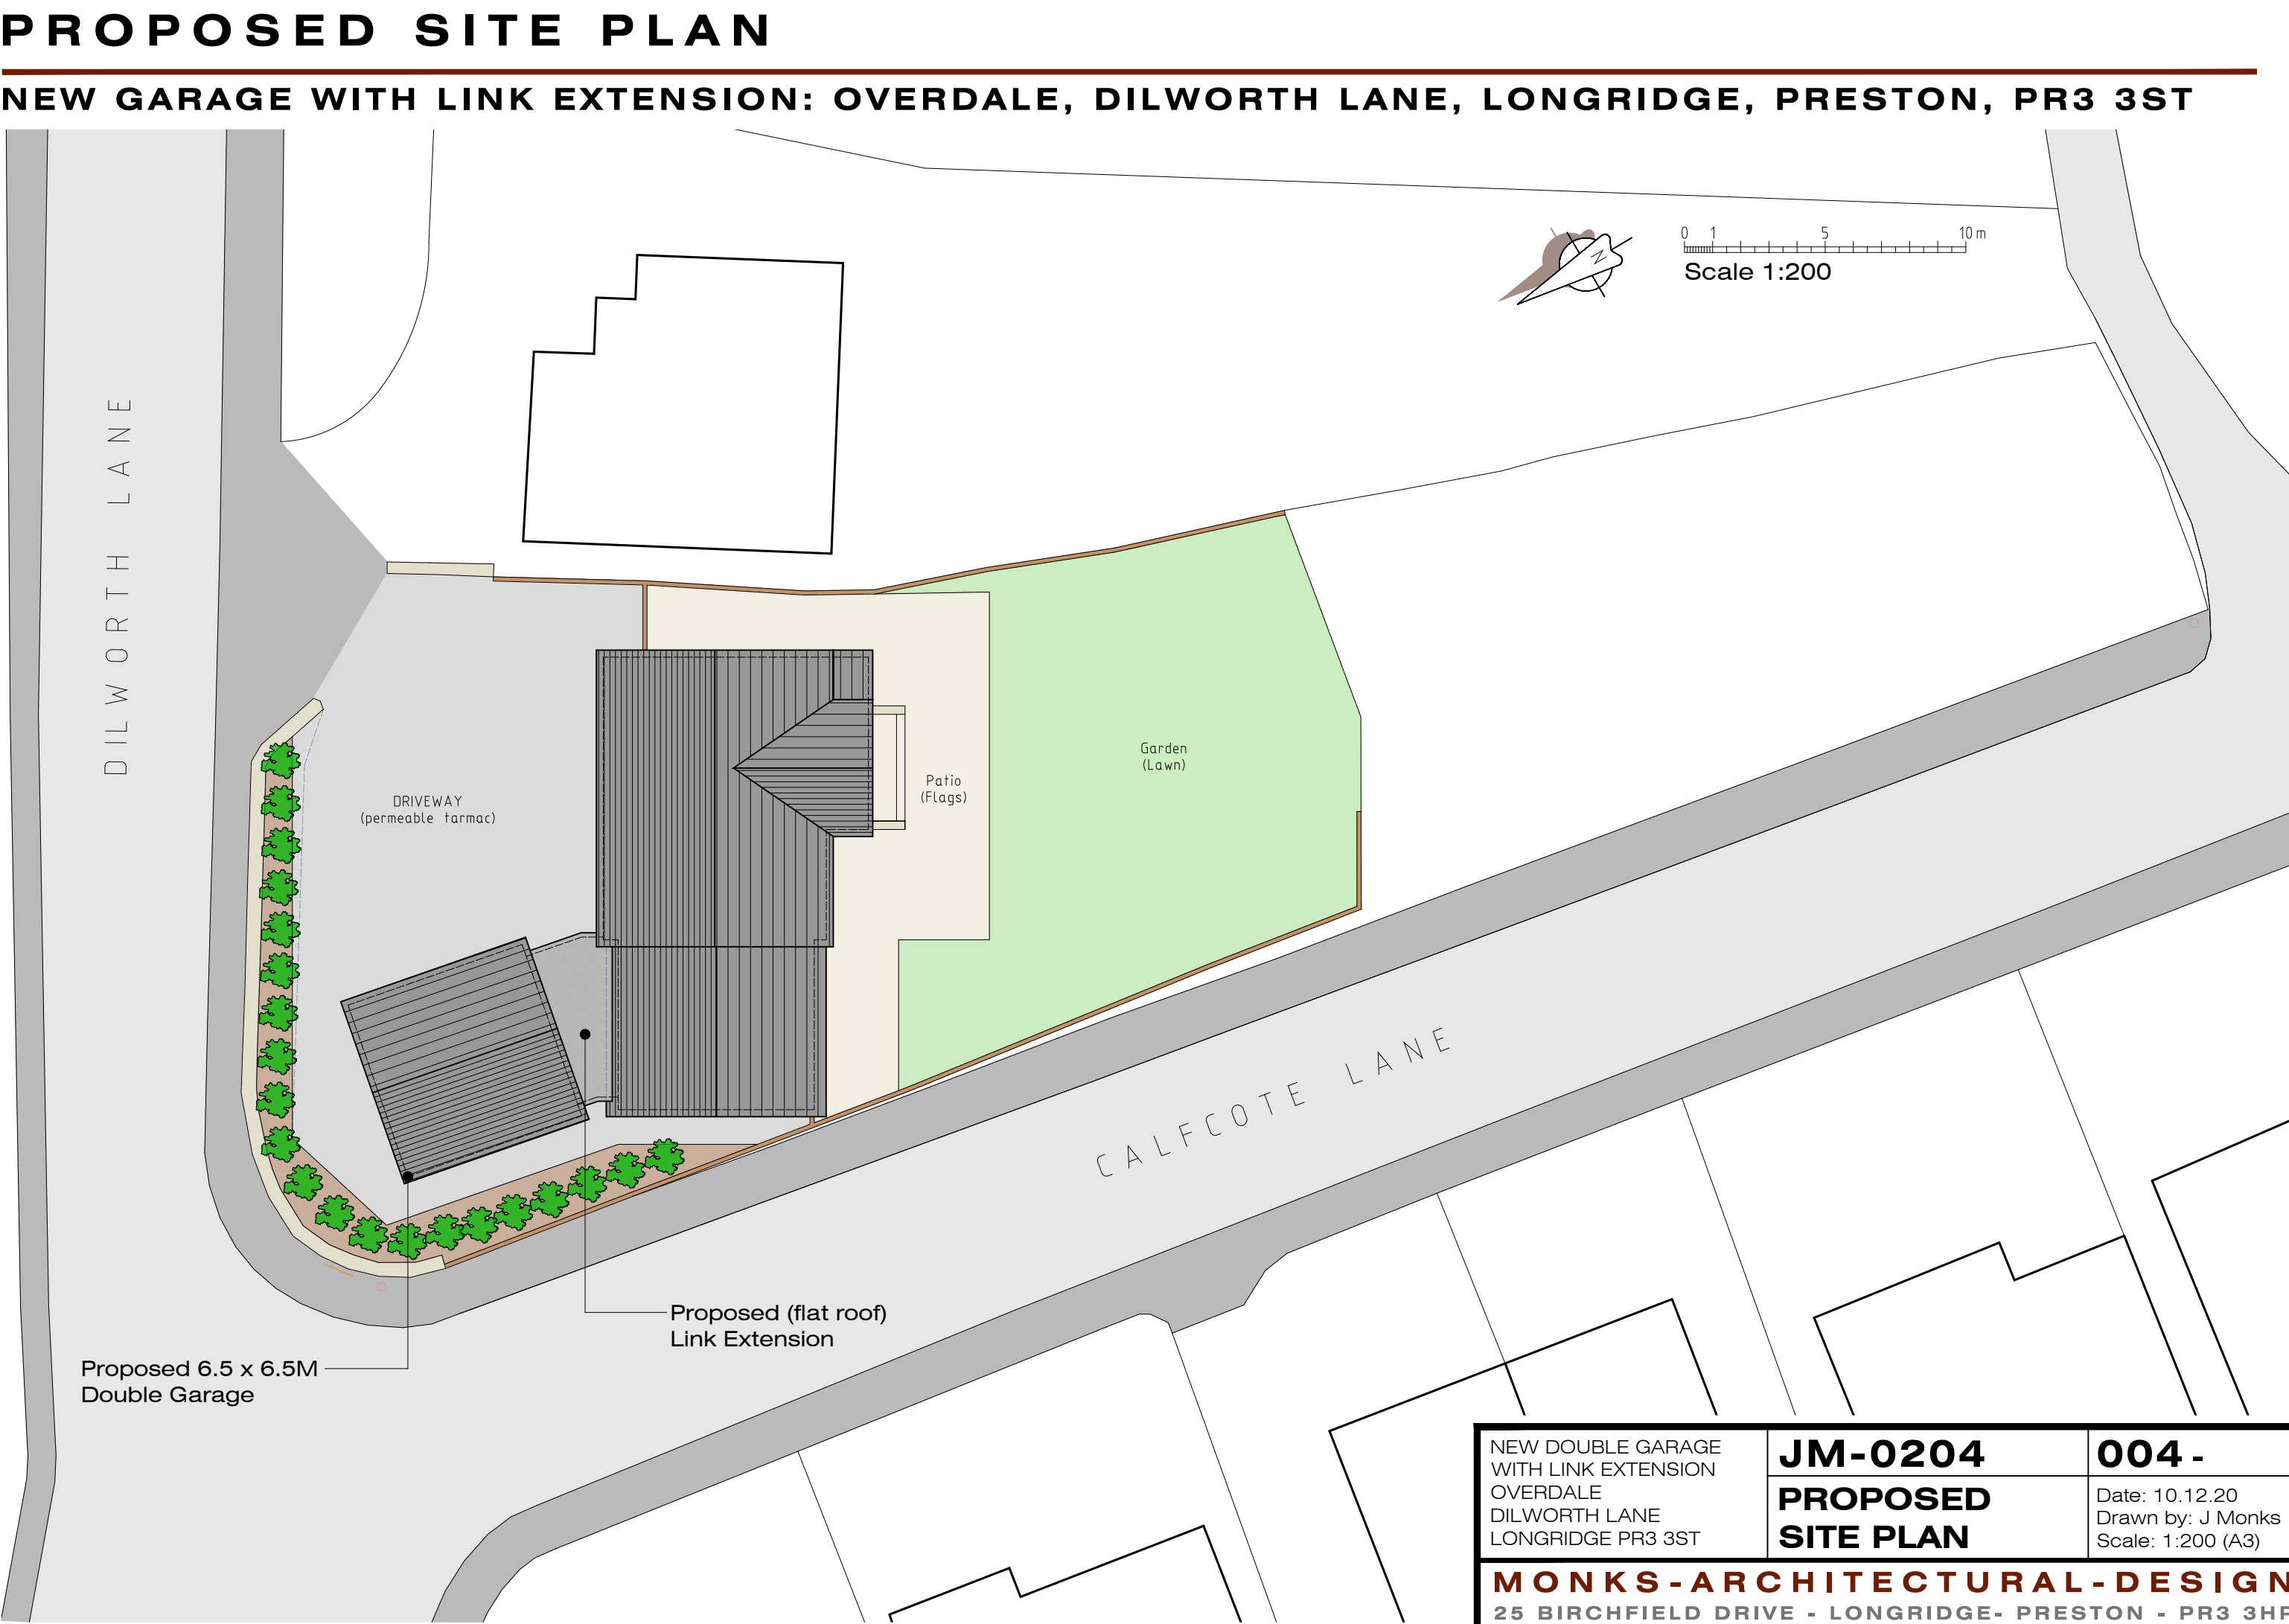 PROPOSED SITE PLAN
NEW GARAGE WITH LINK EXTENSION: OVERDALE, DILWORTH LANE, LONGRIDGE, PRESTON, PR3 3ST
0 1 5 10 m
Scale 1:200
N
DILWORTH LANE
DRIVEWAY
(permeable tarmac)
Patio
(Flags)
Garden
(Lawn)
CALFCOTE LANE
Proposed (flat roof)
Link Extension
Proposed 6.5 x 6.5M
Double Garage
NEW DOUBLE GARAGE
WITH LINK EXTENSION
OVERDALE
DILWORTH LANE
LONGRIDGE PR3 3ST
JM-0204
PROPOSED
SITE PLAN
004 -
Date: 10.12.20
Drawn by: J Monks
Scale: 1:200 (A3)
MONKS-ARCHITECTURAL-DESIGN
25 BIRCHFIELD DRIVE - LONGRIDGE- PRESTON - PR3 3HP